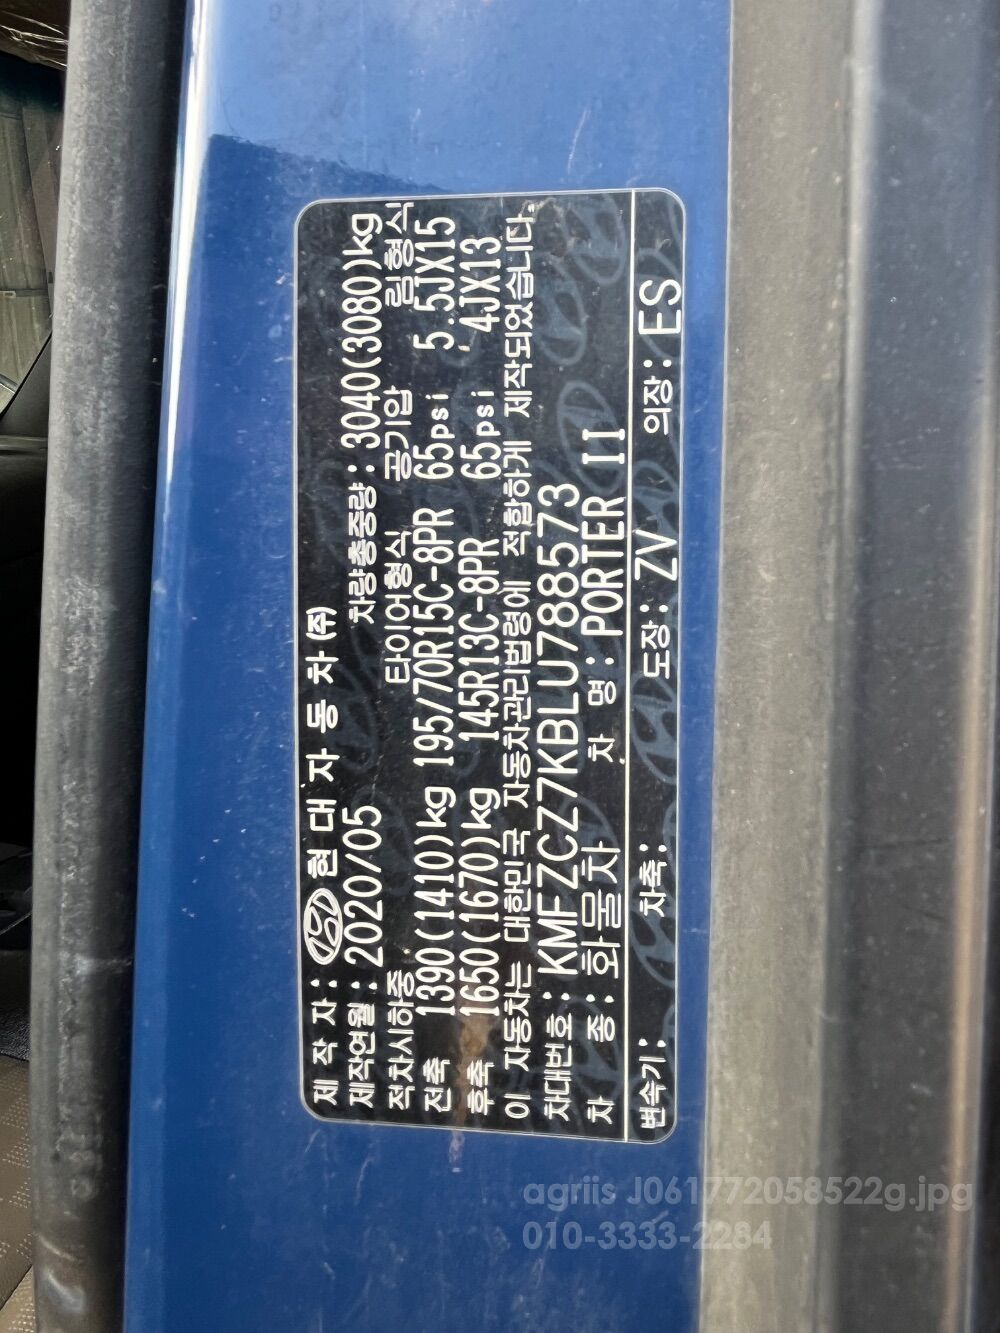 제 작 자 : 현 대 자 동 차 (주)
제작연월 : 2020/05 차량총중량 : 3040(3080)kg
적차시하중 타이어형식 공기압 림형식
전축 1390(1410)kg 195/70R15C-8PR 65psi 5.5JX15
후축 1650(1670)kg 145R13C-8PR 65psi 4JX13
이 자동차는 대한민국 자동차관리법령에 적합하게 제작되었습니다.
차대번호 : KMFZCZ7KBLU788573
차 종 : 화물차 차 명 : PORTER II
변속기 : 차축 : 도장 : ZV 의장 : ES
agriis J061772058522g.jpg
010-3333-2284